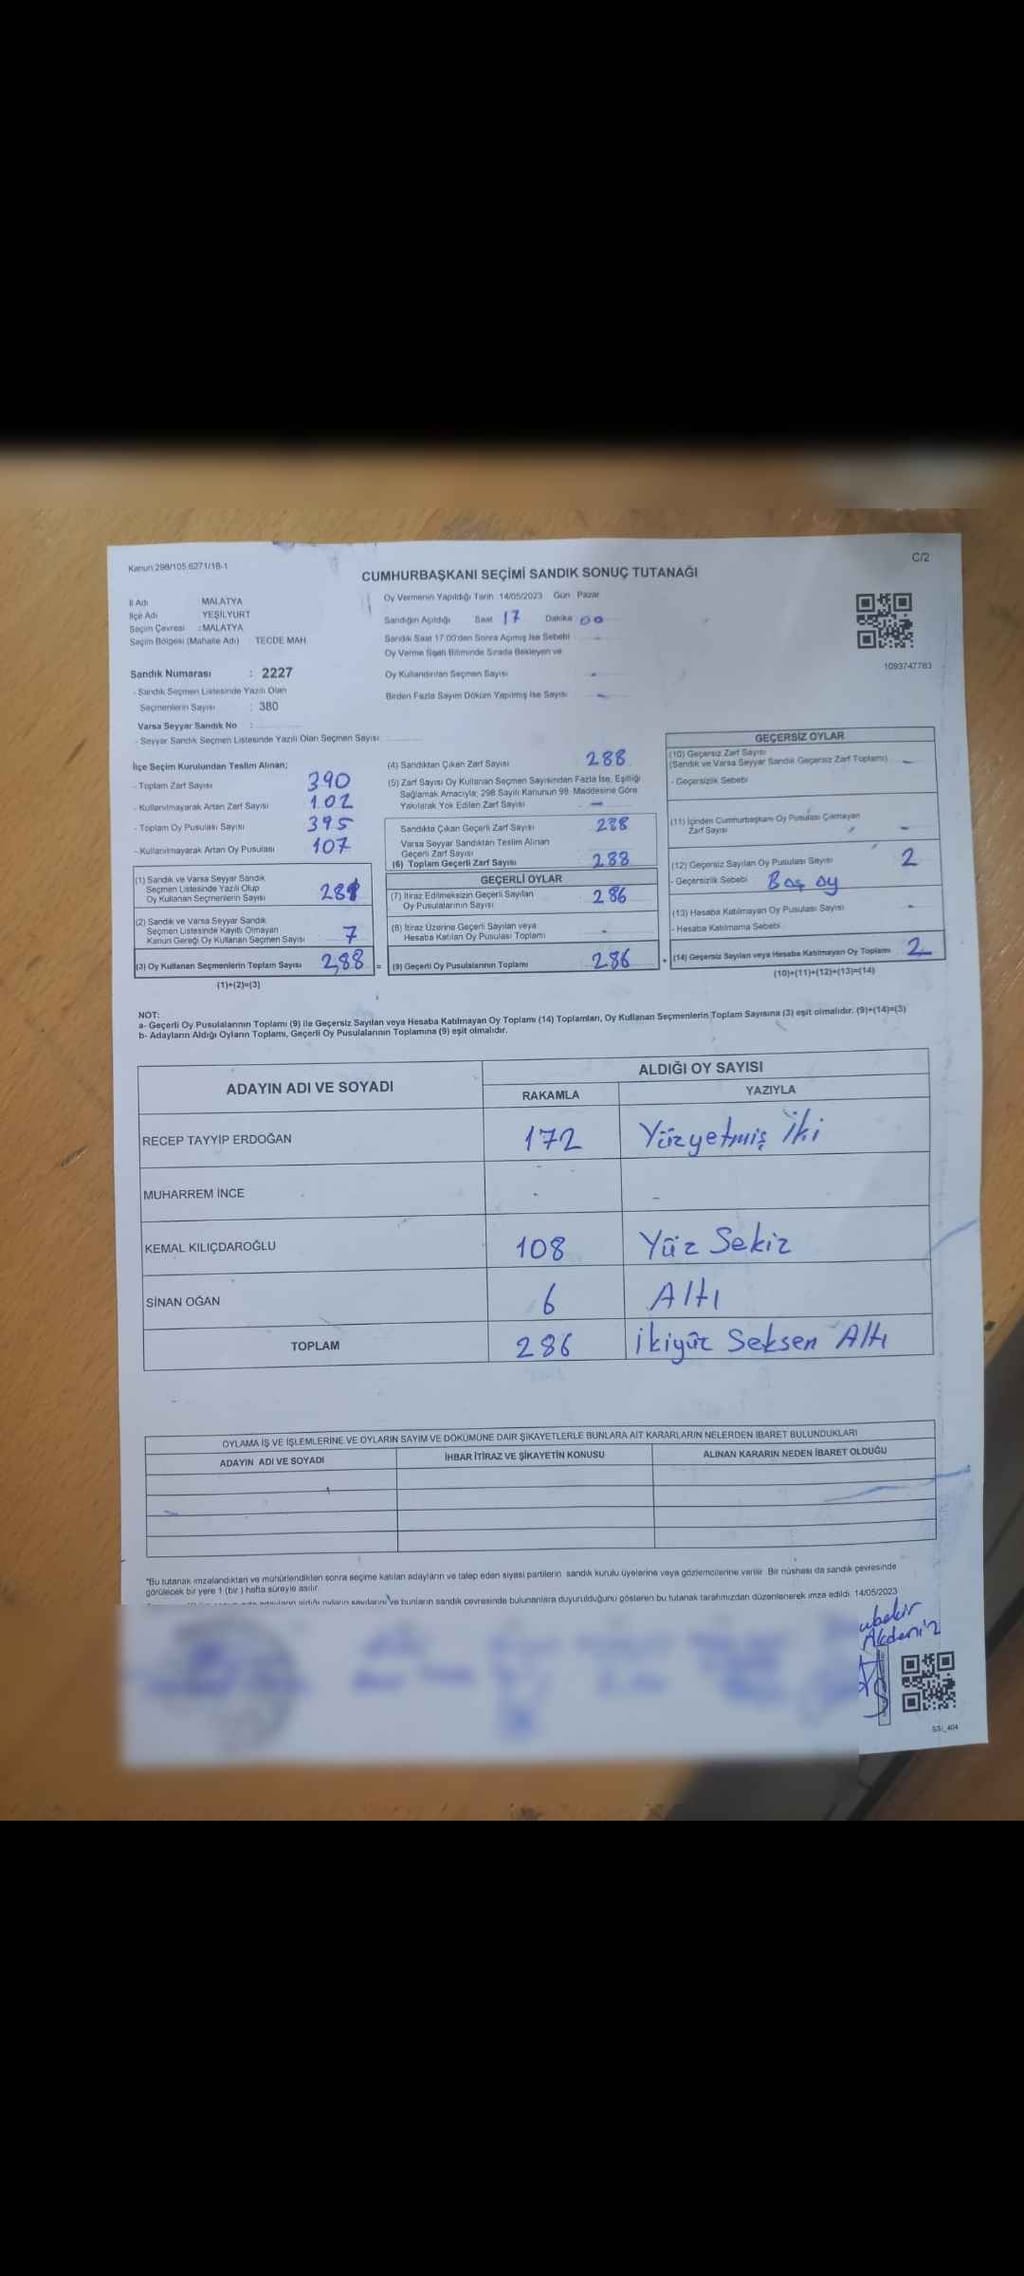 Kanun 298/105 6271/18-1
C/2
CUMHURBAŞKANI SEÇİMİ SANDIK SONUÇ TUTANAĞI
İl Adı MALATYA
İlçe Adı YEŞİLYURT
Seçim Çevresi : MALATYA
Seçim Bölgesi (Mahalle Adı) TECDE MAH.
Oy Vermenin Yapıldığı Tarih 14/05/2023 Gün Pazar
Sandığın Açıldığı Saat 17 Dakika 00
Sandık Saat 17:00'den Sonra Açılmış İse Sebebi
Oy Verme İşlemi Bitiminde Sırada Bekleyen ve
Oy Kullandırılan Seçmen Sayısı -
Birden Fazla Sayım Döküm Yapılmış İse Sayısı -
1093747763
Sandık Numarası : 2227
- Sandık Seçmen Listesinde Yazılı Olan
Seçmenlerin Sayısı : 380
Varsa Seyyar Sandık No :
- Seyyar Sandık Seçmen Listesinde Yazılı Olan Seçmen Sayısı
İlçe Seçim Kurulundan Teslim Alınan;
- Toplam Zarf Sayısı 390
- Kullanılmayarak Artan Zarf Sayısı 102
- Toplam Oy Pusulası Sayısı 395
- Kullanılmayarak Artan Oy Pusulası 107
(1) Sandık ve Varsa Seyyar Sandık
Seçmen Listesinde Yazılı Olup
Oy Kullanan Seçmenlerin Sayısı 281
(2) Sandık ve Varsa Seyyar Sandık
Seçmen Listesinde Kayıtlı Olmayan
Kanun Gereği Oy Kullanan Seçmen Sayısı 7
(3) Oy Kullanan Seçmenlerin Toplam Sayısı 288 =
(1)+(2)=(3)
(4) Sandıktan Çıkan Zarf Sayısı 288
(5) Zarf Sayısı Oy Kullanan Seçmen Sayısından Fazla İse, Eşitliği
Sağlamak Amacıyla; 298 Sayılı Kanunun 98. Maddesine Göre
Yakılarak Yok Edilen Zarf Sayısı -
Sandıkta Çıkan Geçerli Zarf Sayısı 288
Varsa Seyyar Sandıktan Teslim Alınan
Geçerli Zarf Sayısı
(6) Toplam Geçerli Zarf Sayısı 288
GEÇERLİ OYLAR
(7) İtiraz Edilmeksizin Geçerli Sayılan
Oy Pusulalarının Sayısı 286
(8) İtiraz Üzerine Geçerli Sayılan veya
Hesaba Katılan Oy Pusulası Toplamı -
(9) Geçerli Oy Pusulalarının Toplamı 286 +
GEÇERSİZ OYLAR
(10) Geçersiz Zarf Sayısı
(Sandık ve Varsa Seyyar Sandık Geçersiz Zarf Toplamı) -
- Geçersizlik Sebebi
(11) İçinden Cumhurbaşkanı Oy Pusulası Çıkmayan
Zarf Sayısı -
(12) Geçersiz Sayılan Oy Pusulası Sayısı 2
- Geçersizlik Sebebi Boş oy
(13) Hesaba Katılmayan Oy Pusulası Sayısı -
- Hesaba Katılmama Sebebi
(14) Geçersiz Sayılan veya Hesaba Katılmayan Oy Toplamı 2
(10)+(11)+(12)+(13)=(14)
NOT:
a- Geçerli Oy Pusulalarının Toplamı (9) ile Geçersiz Sayılan veya Hesaba Katılmayan Oy Toplamı (14) Toplamları, Oy Kullanan Seçmenlerin Toplam Sayısına (3) eşit olmalıdır. (9)+(14)=(3)
b- Adayların Aldığı Oyların Toplamı, Geçerli Oy Pusulalarının Toplamına (9) eşit olmalıdır.
ADAYIN ADI VE SOYADI
ALDIĞI OY SAYISI
RAKAMLA YAZIYLA
RECEP TAYYİP ERDOĞAN 172 Yüzyetmiş İki
MUHARREM İNCE - -
KEMAL KILIÇDAROĞLU 108 Yüz Sekiz
SİNAN OĞAN 6 Altı
TOPLAM 286 İkiyüz Seksen Altı
OYLAMA İŞ VE İŞLEMLERİNE VE OYLARIN SAYIM VE DÖKÜMÜNE DAİR ŞİKAYETLERLE BUNLARA AİT KARARLARIN NELERDEN İBARET BULUNDUKLARI
ADAYIN ADI VE SOYADI İHBAR İTİRAZ VE ŞİKAYETİN KONUSU ALINAN KARARIN NEDEN İBARET OLDUĞU
*Bu tutanak imzalandıktan ve mühürlendikten sonra seçime katılan adayların ve talep eden siyasi partilerin sandık kurulu üyelerine veya gözlemcilerine verilir. Bir nüshası da sandık çevresinde
görülecek bir yere 1 (bir) hafta süreyle asılır.
adayların aldığı oyların sayılarını ve bunların sandık çevresinde bulunanlara duyurulduğunu gösteren bu tutanak tarafımızdan düzenlenerek imza edildi. 14/05/2023
ubekir
Akdeniz